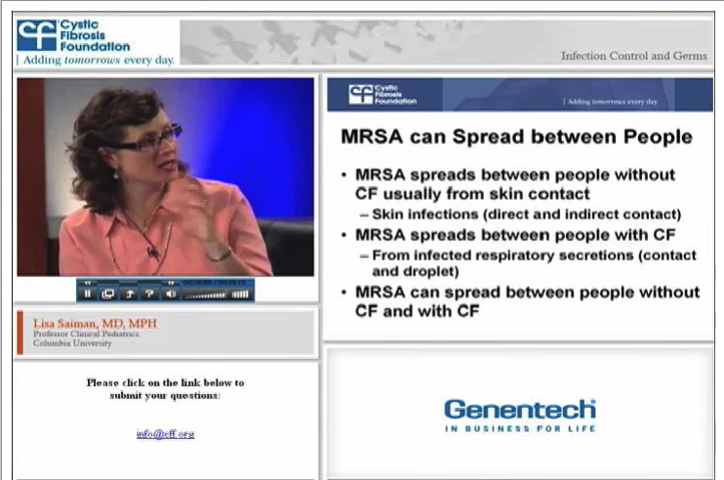 Cystic
Fibrosis
Foundation
Adding tomorrows every day.
Infection Control and Germs
Cystic
Fibrosis
Foundation
Adding tomorrows every day
MRSA can Spread between People
• MRSA spreads between people without
CF usually from skin contact
– Skin infections (direct and indirect contact)
• MRSA spreads between people with CF
– From infected respiratory secretions (contact
and droplet)
• MRSA can spread between people without
CF and with CF
Lisa Saiman, MD, MPH
Professor Clinical Pediatrics
Columbia University
Please click on the link below to
submit your questions:
info@cff.org
Genentech
IN BUSINESS FOR LIFE